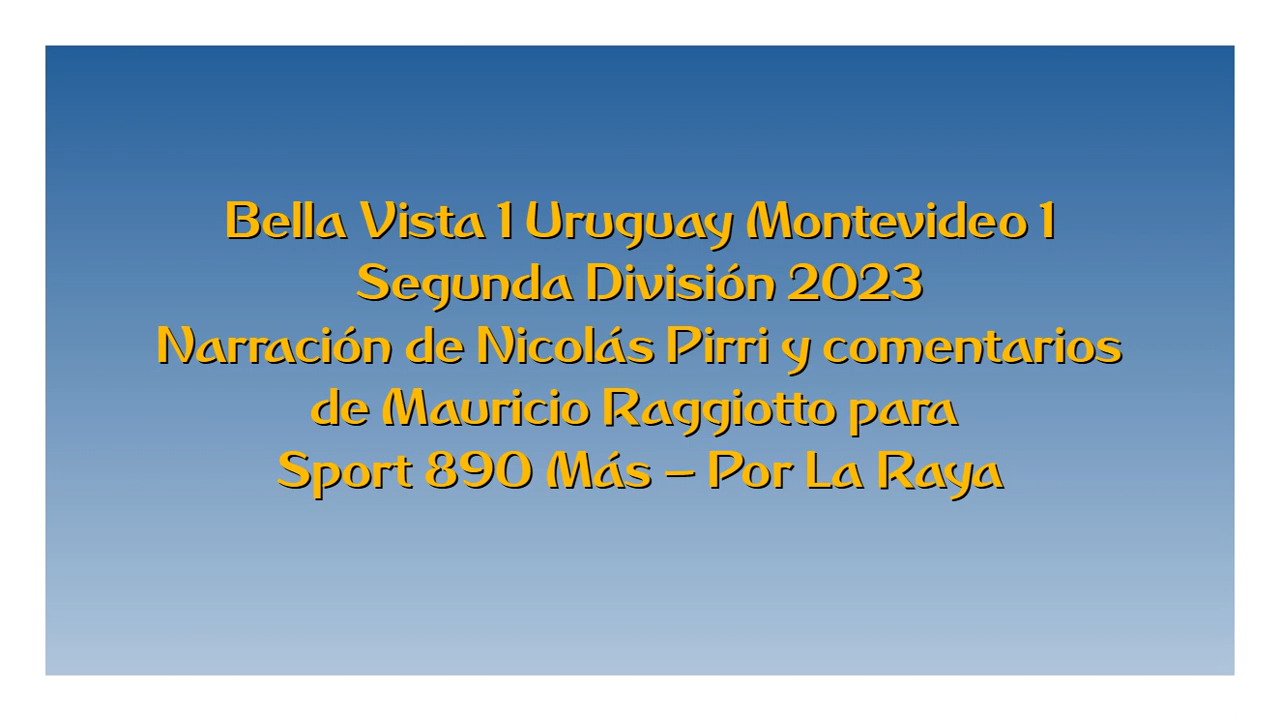 Bella Vista 1 Uruguay Montevideo 1
Segunda División 2023
Narración de Nicolás Pirri y comentarios
de Mauricio Raggiotto para
Sport 890 Más – Por La Raya